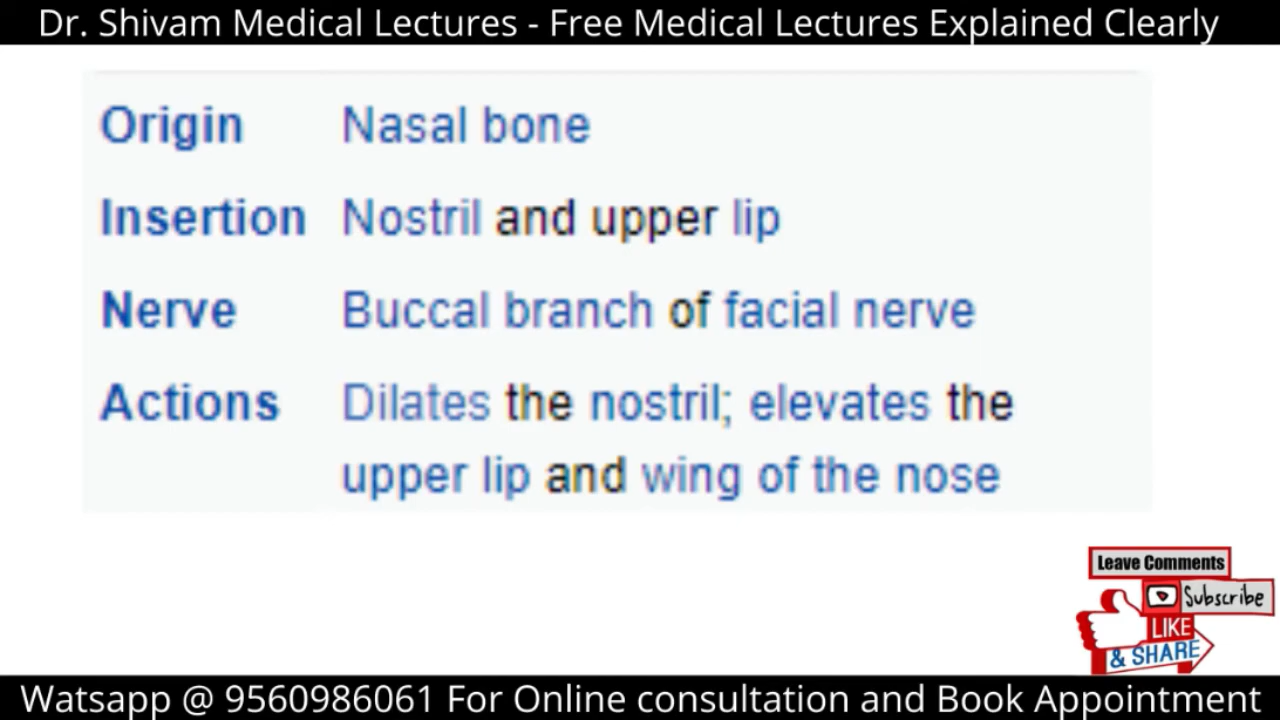 Dr. Shivam Medical Lectures - Free Medical Lectures Explained Clearly
Origin Nasal bone
Insertion Nostril and upper lip
Nerve Buccal branch of facial nerve
Actions Dilates the nostril; elevates the
upper lip and wing of the nose
Leave Comments
Subscribe
LIKE
& SHARE
Watsapp @ 9560986061 For Online consultation and Book Appointment